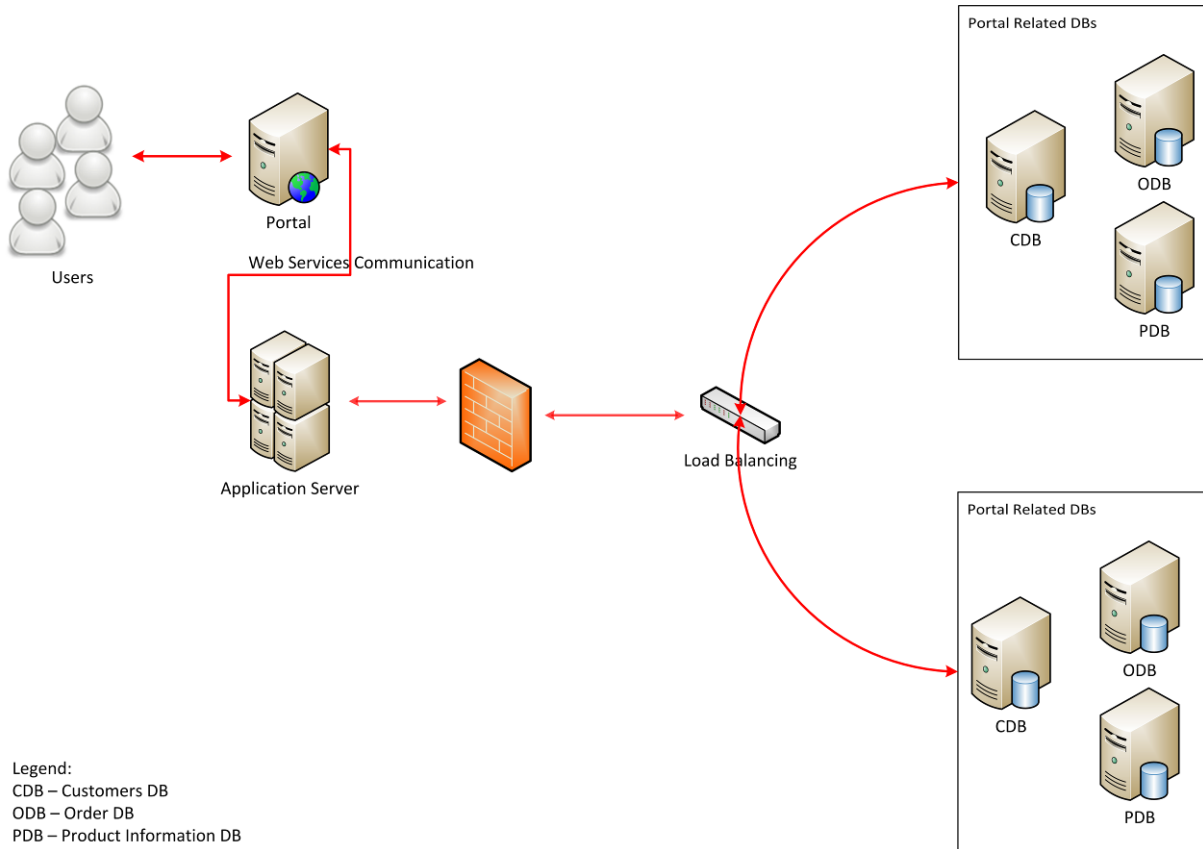 Portal Related DBs
ODB
CDB
PDB
Users
Portal
Web Services Communication
Application Server
Load Balancing
Portal Related DBs
ODB
CDB
PDB
Legend:
CDB – Customers DB
ODB – Order DB
PDB – Product Information DB